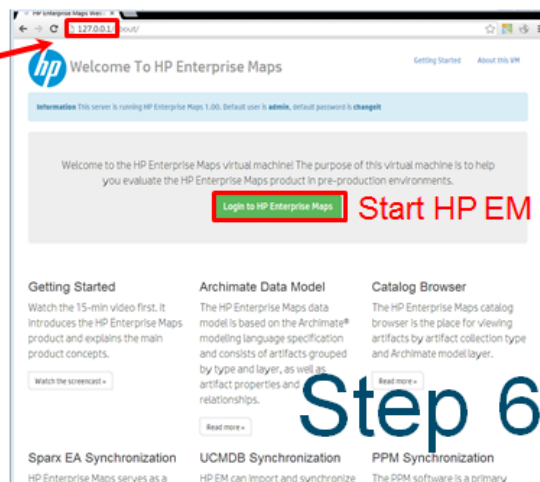 HP Enterprise Maps Welc
127.0.0.1/about/
hp
Welcome To HP Enterprise Maps
Getting Started About this VM
Information This server is running HP Enterprise Maps 1.00. Default user is admin, default password is changeit
Welcome to the HP Enterprise Maps virtual machine! The purpose of this virtual machine is to help
you evaluate the HP Enterprise Maps product in pre-production environments.
Login to HP Enterprise Maps
Start HP EM
Getting Started
Watch the 15-min video first. It
introduces the HP Enterprise Maps
product and explains the main
product concepts.
Watch the screencast »
Archimate Data Model
The HP Enterprise Maps data
model is based on the Archimate®
modeling language specification
and consists of artifacts grouped
by type and layer, as well as
artifact properties and
relationships.
Read more »
Catalog Browser
The HP Enterprise Maps catalog
browser is the place for viewing
artifacts by artifact collection type
and Archimate model layer.
Read more »
Step 6
Sparx EA Synchronization
HP Enterprise Maps serves as a
UCMDB Synchronization
HP EM can import and synchronize
PPM Synchronization
The PPM software is a primary